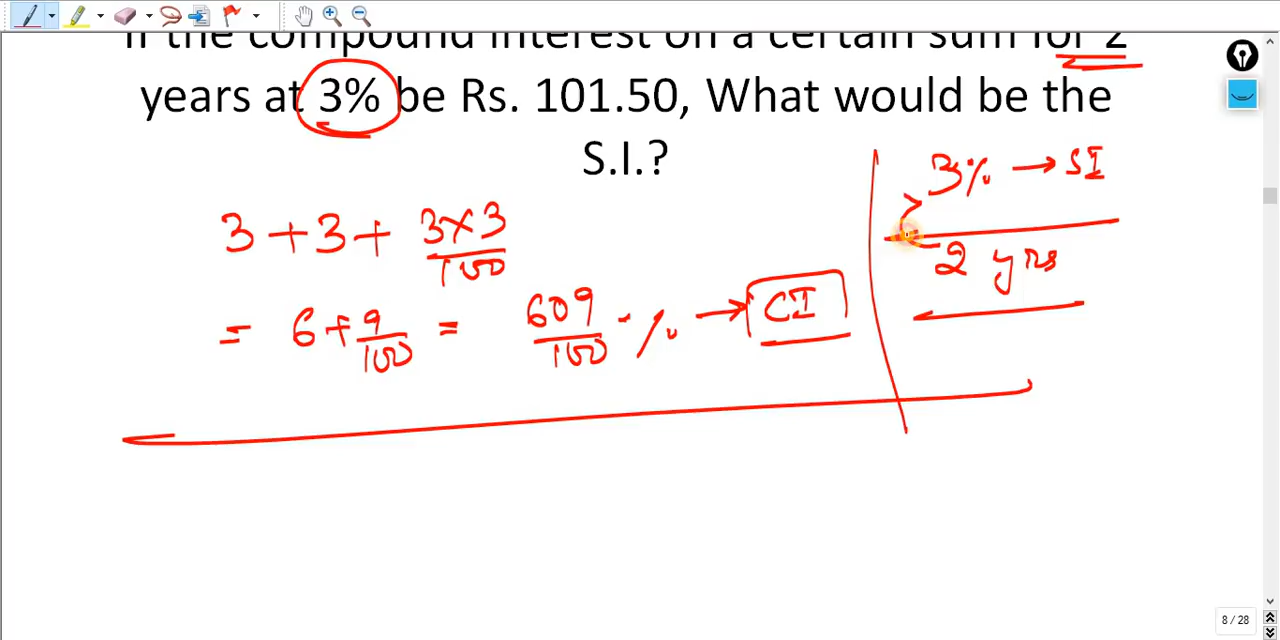 If the compound interest on a certain sum for 2
years at 3% be Rs. 101.50, What would be the
S.I.?
3% → SI
3 + 3 + 3×3/100
2 yrs
= 6 + 9/100 = 609/100 % → CI
8 / 28